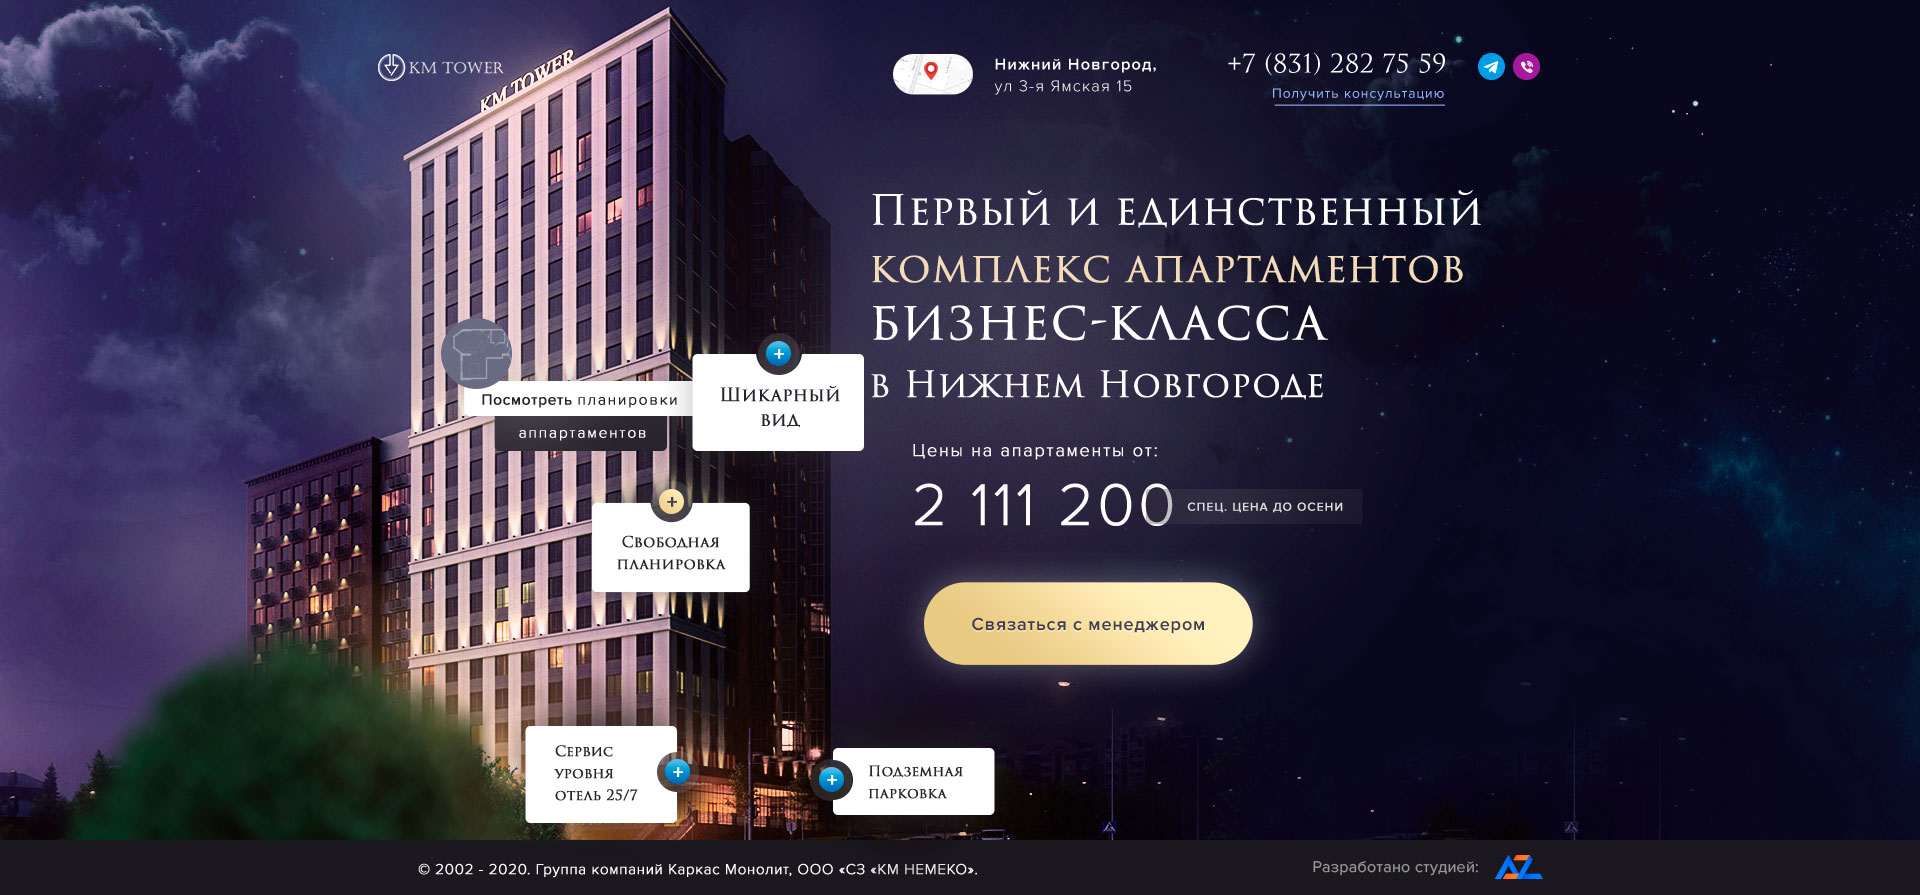 KM TOWER
KM TOWER
Нижний Новгород,
ул 3-я Ямская 15
+7 (831) 282 75 59
Получить консультацию
Первый и единственный
комплекс апартаментов
бизнес-класса
в Нижнем Новгороде
Посмотреть планировки
аппартаментов
Шикарный
вид
Цены на апартаменты от:
2 111 200
СПЕЦ. ЦЕНА ДО ОСЕНИ
Свободная
планировка
Связаться с менеджером
Сервис
уровня
отель 25/7
Подземная
парковка
© 2002 - 2020. Группа компаний Каркас Монолит, ООО «СЗ «КМ НЕМЕКО».
Разработано студией:
AZ